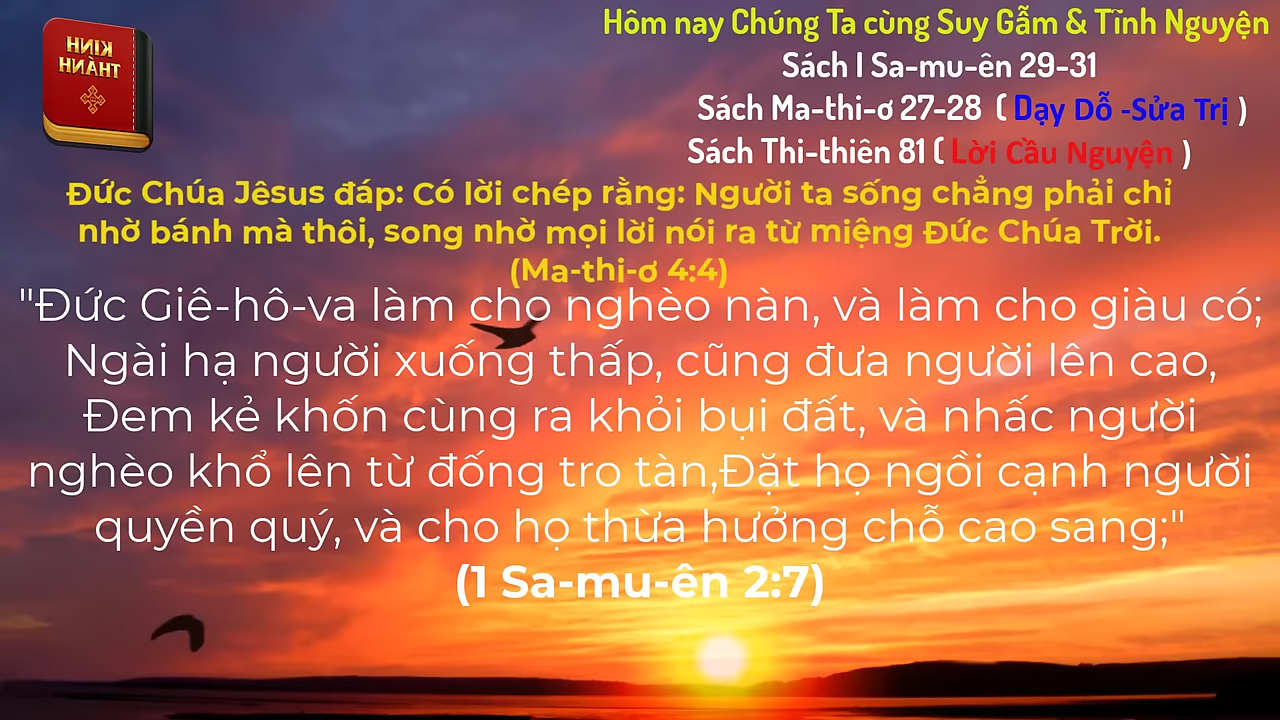 KINH
THÁNH
Hôm nay Chúng Ta cùng Suy Gẫm & Tĩnh Nguyện
Sách I Sa-mu-ên 29-31
Sách Ma-thi-ơ 27-28 ( Dạy Dỗ -Sửa Trị )
Sách Thi-thiên 81 ( Lời Cầu Nguyện )
Đức Chúa Jêsus đáp: Có lời chép rằng: Người ta sống chẳng phải chỉ
nhờ bánh mà thôi, song nhờ mọi lời nói ra từ miệng Đức Chúa Trời.
(Ma-thi-ơ 4:4)
"Đức Giê-hô-va làm cho nghèo nàn, và làm cho giàu có;
Ngài hạ người xuống thấp, cũng đưa người lên cao,
Đem kẻ khốn cùng ra khỏi bụi đất, và nhấc người
nghèo khổ lên từ đống tro tàn,Đặt họ ngồi cạnh người
quyền quý, và cho họ thừa hưởng chỗ cao sang;"
(1 Sa-mu-ên 2:7)